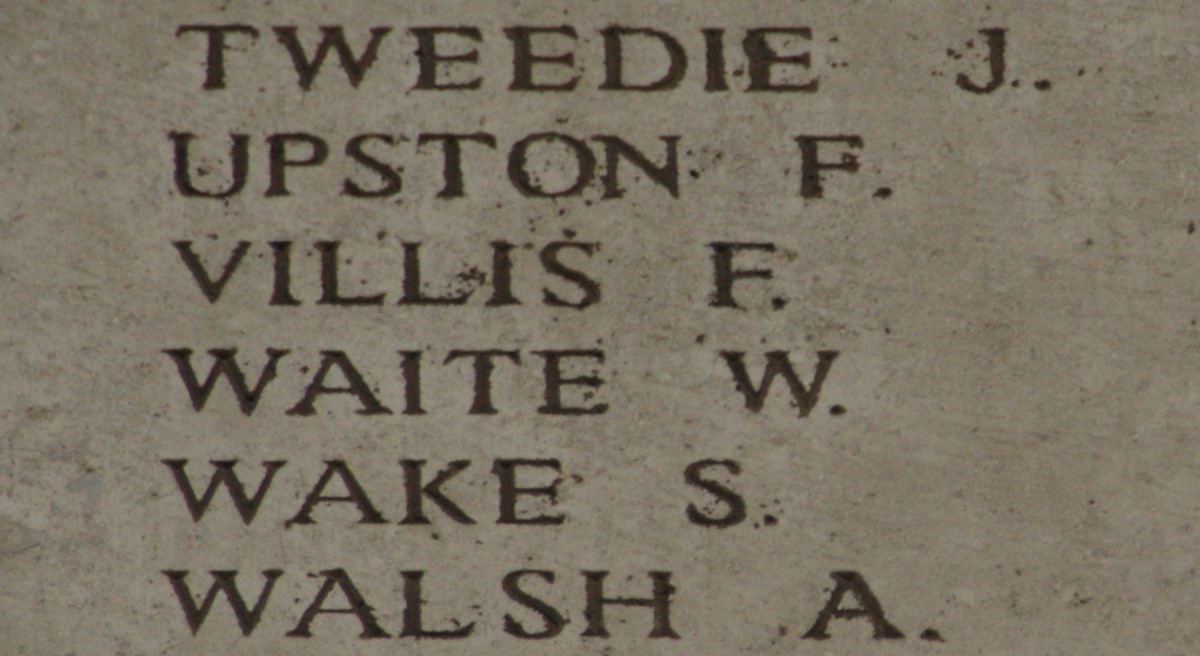 TWEEDIE J.
UPSTON F.
VILLIS F.
WAITE W.
WAKE S.
WALSH A.